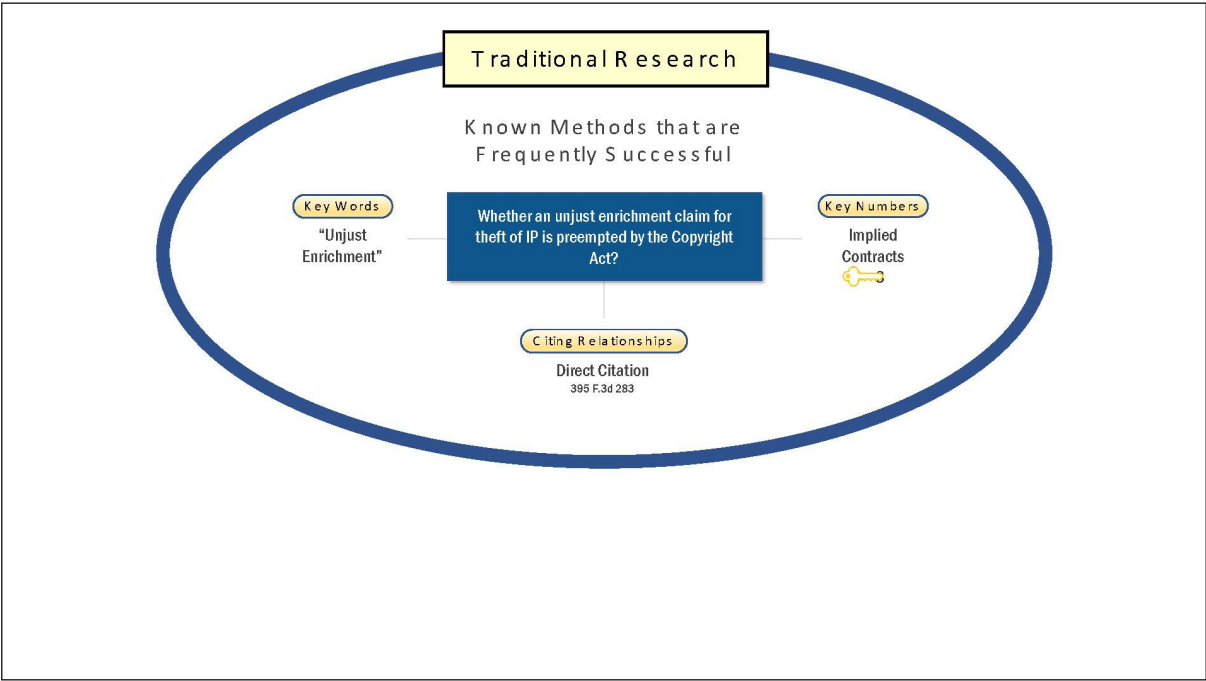 Traditional Research
Known Methods that are
Frequently Successful
Key Words
“Unjust
Enrichment”
Whether an unjust enrichment claim for
theft of IP is preempted by the Copyright
Act?
Key Numbers
Implied
Contracts
Citing Relationships
Direct Citation
395 F.3d 283